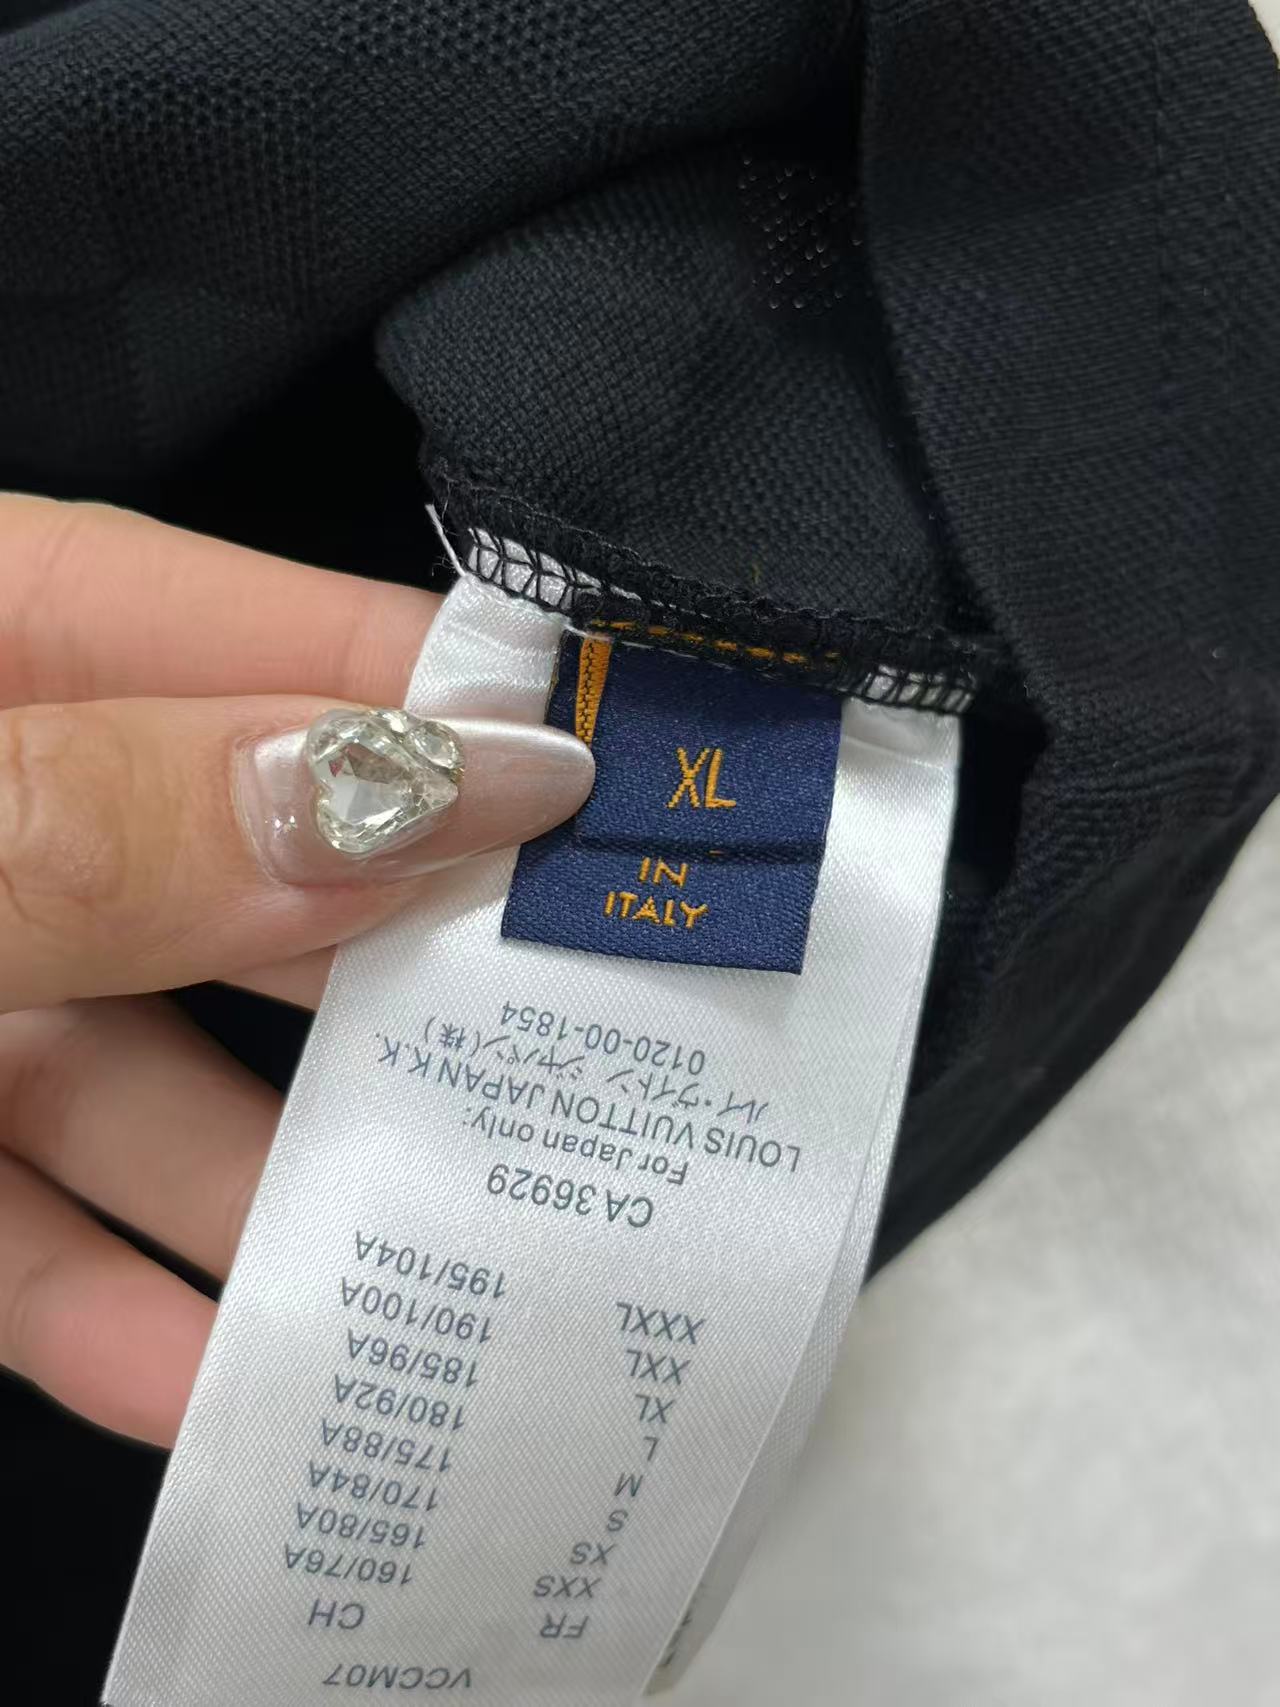 XL
IN
ITALY
VCCM07
FR CH
XXS 160/76A
XS 165/80A
S 170/84A
M 175/88A
L 180/92A
XL 185/96A
XXL 190/100A
XXXL 195/104A
CA 36929
For Japan only:
LOUIS VUITTON JAPAN K.K.
ルイ・ヴィトン ジャパン(株)
0120-00-1854